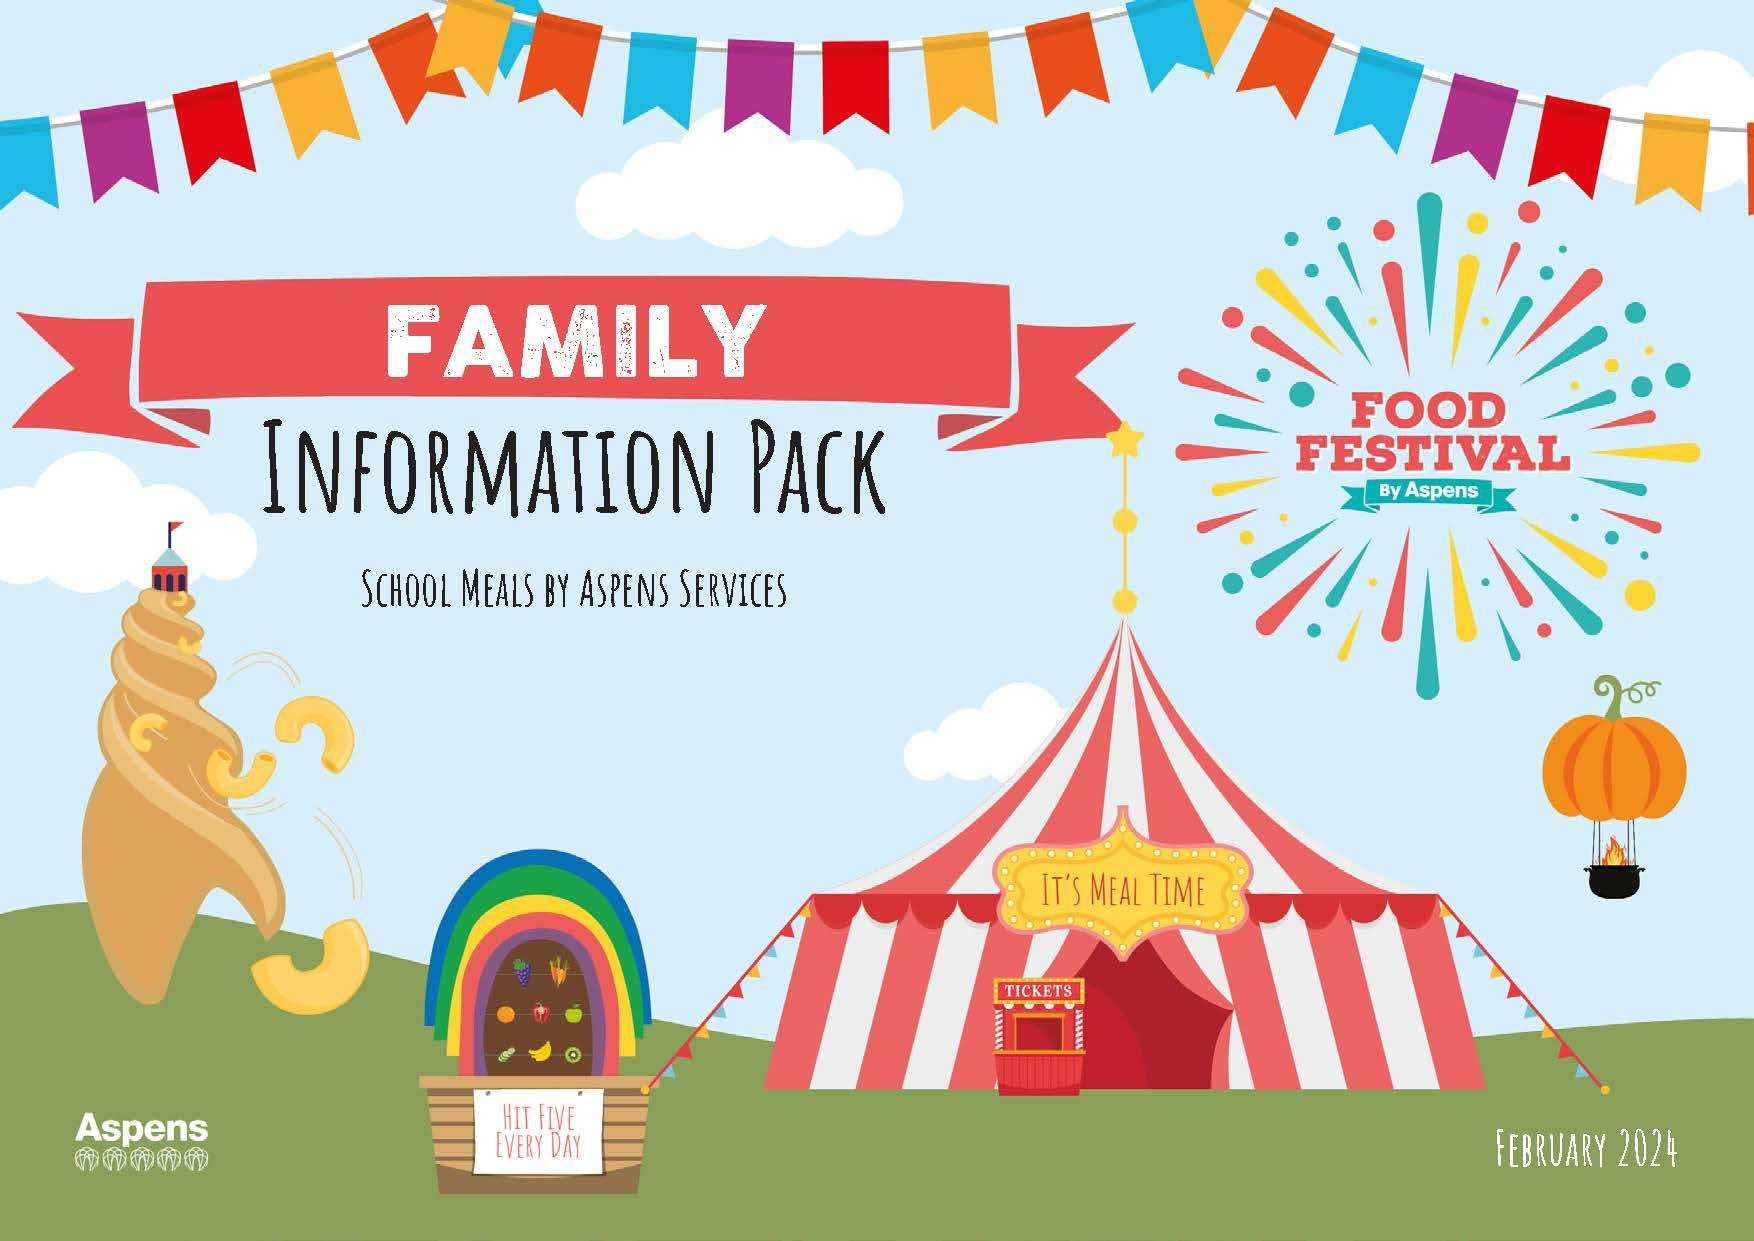 FAMILY
INFORMATION PACK
SCHOOL MEALS BY ASPENS SERVICES
FOOD
FESTIVAL
By Aspens
IT'S MEAL TIME
TICKETS
HIT FIVE
EVERY DAY
Aspens
FEBRUARY 2024